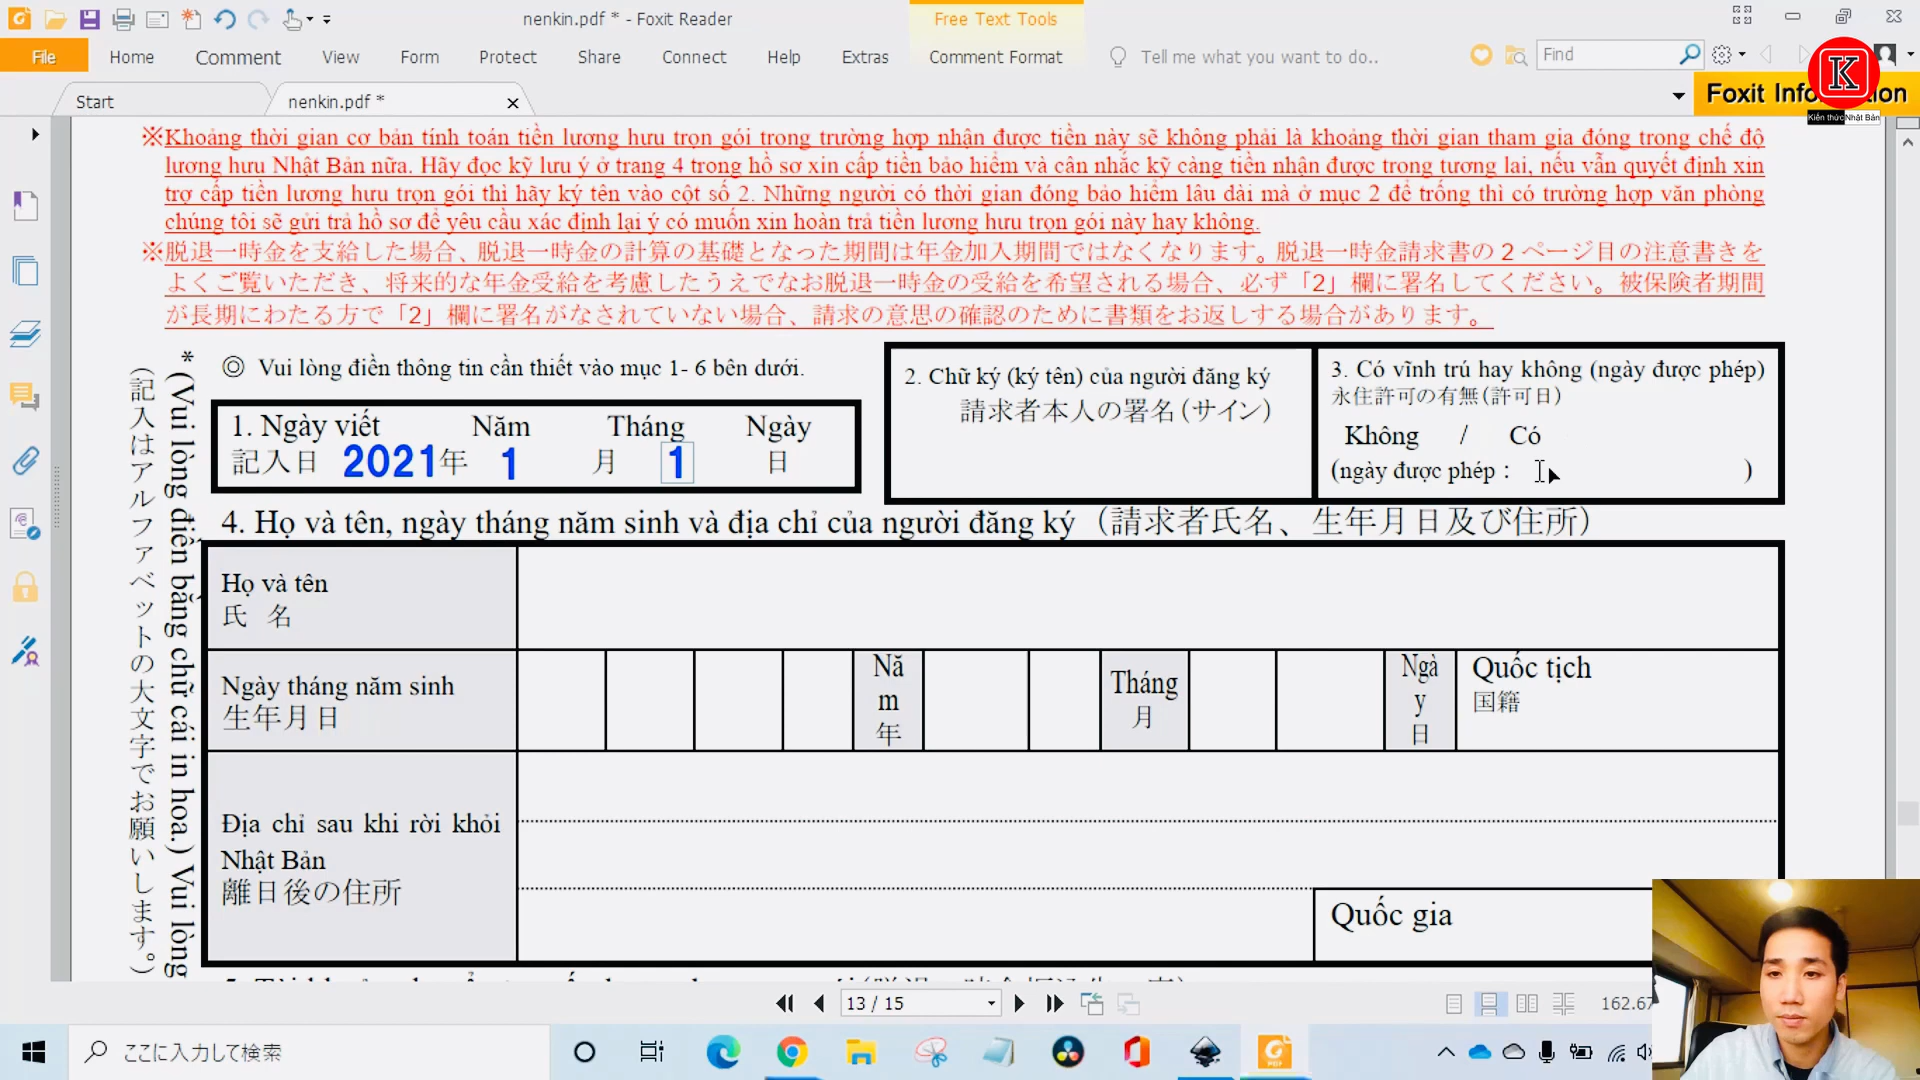 nenkin.pdf * - Foxit Reader
Free Text Tools
File
Home
Comment
View
Form
Protect
Share
Connect
Help
Extras
Comment Format
Tell me what you want to do..
Find
Start
nenkin.pdf *
Foxit Info
ion
K
Kiến thức Nhật Bản
※Khoảng thời gian cơ bản tính toán tiền lương hưu trọn gói trong trường hợp nhận được tiền này sẽ không phải là khoảng thời gian tham gia đóng trong chế độ
lương hưu Nhật Bản nữa. Hãy đọc kỹ lưu ý ở trang 4 trong hồ sơ xin cấp tiền bảo hiểm và cân nhắc kỹ càng tiền nhận được trong tương lai, nếu vẫn quyết định xin
trợ cấp tiền lương hưu trọn gói thì hãy ký tên vào cột số 2. Những người có thời gian đóng bảo hiểm lâu dài mà ở mục 2 để trống thì có trường hợp văn phòng
chúng tôi sẽ gửi trả hồ sơ để yêu cầu xác định lại ý có muốn xin hoàn trả tiền lương hưu trọn gói này hay không.
※脱退一時金を支給した場合、脱退一時金の計算の基礎となった期間は年金加入期間ではなくなります。脱退一時金請求書の2ページ目の注意書きを
よくご覧いただき、将来的な年金受給を考慮したうえでなお脱退一時金の受給を希望される場合、必ず「2」欄に署名してください。被保険者期間
が長期にわたる方で「2」欄に署名がなされていない場合、請求の意思の確認のために書類をお返しする場合があります。
* (Vui lòng điền bằng chữ cái in hoa.) Vui lòng
(記入はアルファベットの大文字でお願いします。)
◎ Vui lòng điền thông tin cần thiết vào mục 1- 6 bên dưới.
1. Ngày viết Năm Tháng Ngày
記入日 2021年 1 月 1 日
2. Chữ ký (ký tên) của người đăng ký
請求者本人の署名(サイン)
3. Có vĩnh trú hay không (ngày được phép)
永住許可の有無(許可日)
Không / Có
(ngày được phép : )
4. Họ và tên, ngày tháng năm sinh và địa chỉ của người đăng ký（請求者氏名、生年月日及び住所）
Họ và tên
氏 名
Ngày tháng năm sinh
生年月日
Nă
m
年
Tháng
月
Ngà
y
日
Quốc tịch
国籍
Địa chỉ sau khi rời khỏi
Nhật Bản
離日後の住所
Quốc gia
13 / 15
162.67
ここに入力して検索